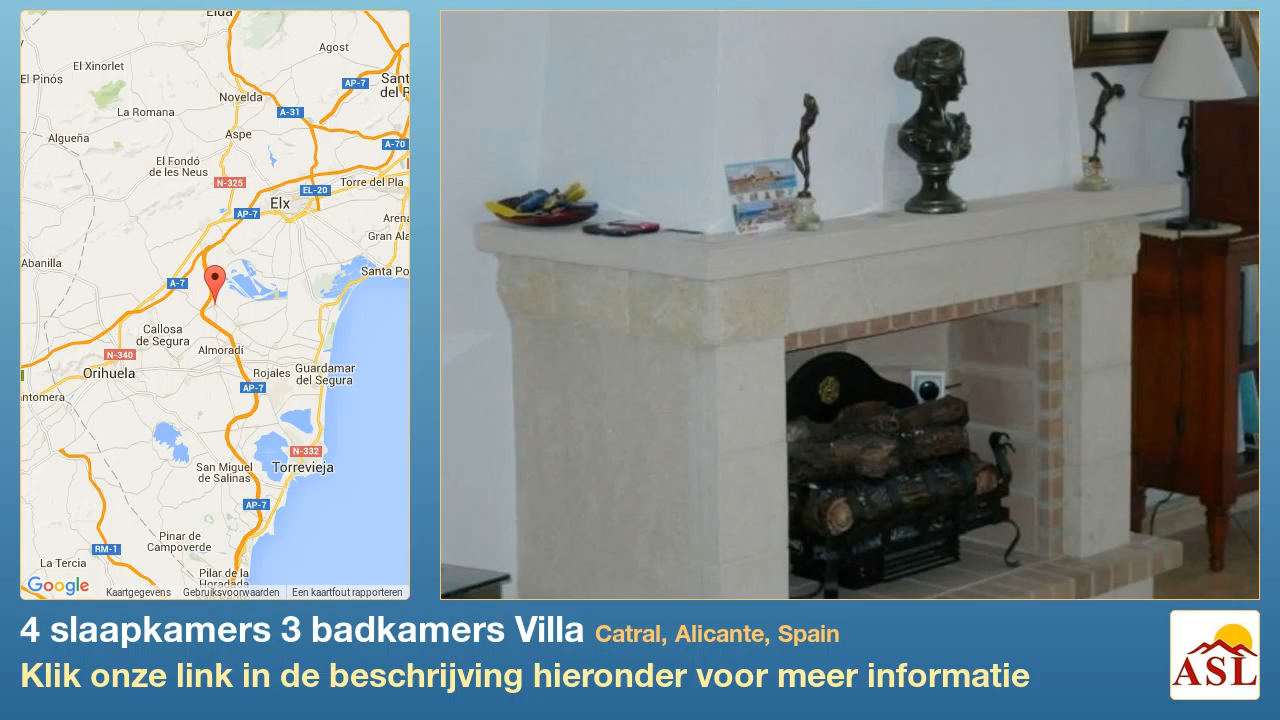 Elda
Agost
El Xinorlet
El Pinós
AP-7
Sant
del R
Novelda
La Romana
A-31
Aspe
Algueña
A-70
El Fondó
de les Neus
N-325
Torre del Pla
EL-20
Elx
AP-7
Arena
Gran Ala
Abanilla
Santa Po
A-7
Callosa
de Segura
Almoradí
N-340
Orihuela
Rojales
Guardamar
del Segura
AP-7
ntomera
N-332
San Miguel
de Salinas
Torrevieja
AP-7
Pinar de
Campoverde
RM-1
La Tercia
Pilar de la
Horadada
Google
Kaartgegevens
Gebruiksvoorwaarden
Een kaartfout rapporteren
4 slaapkamers 3 badkamers Villa Catral, Alicante, Spain
Klik onze link in de beschrijving hieronder voor meer informatie
ASL